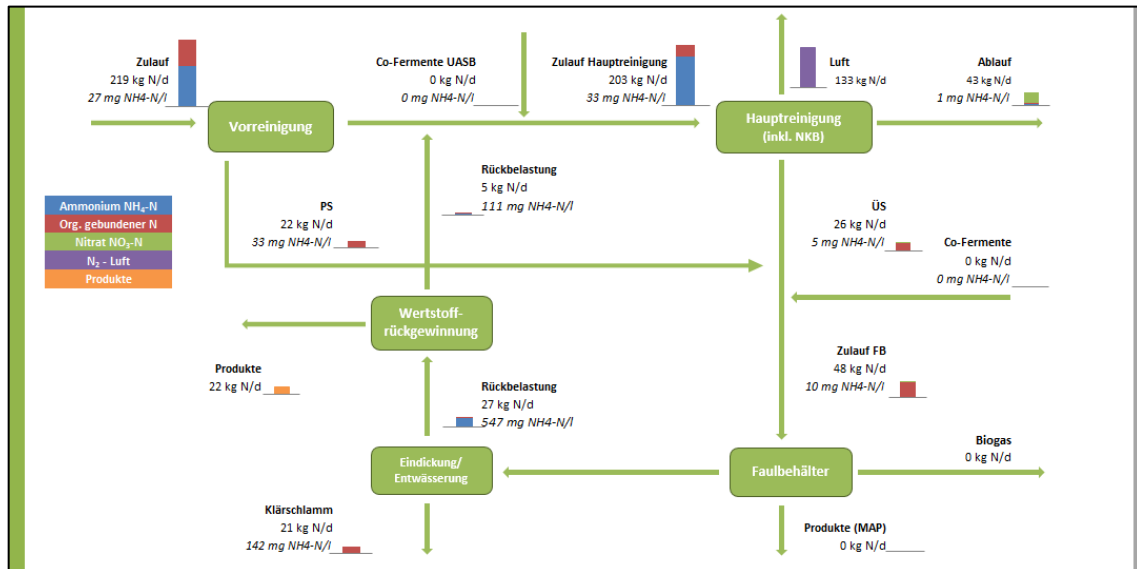 Zulauf
219 kg N/d
27 mg NH4-N/l
Co-Fermente UASB
0 kg N/d
0 mg NH4-N/l
Zulauf Hauptreinigung
203 kg N/d
33 mg NH4-N/l
Luft
133 kg N/d
Ablauf
43 kg N/d
1 mg NH4-N/l
Vorreinigung
Hauptreinigung
(inkl. NKB)
Rückbelastung
5 kg N/d
111 mg NH4-N/l
Ammonium NH₄-N
Org. gebundener N
Nitrat NO₃-N
N₂ - Luft
Produkte
PS
22 kg N/d
33 mg NH4-N/l
ÜS
26 kg N/d
5 mg NH4-N/l
Co-Fermente
0 kg N/d
0 mg NH4-N/l
Wertstoff-
rückgewinnung
Produkte
22 kg N/d
Zulauf FB
48 kg N/d
10 mg NH4-N/l
Rückbelastung
27 kg N/d
547 mg NH4-N/l
Eindickung/
Entwässerung
Faulbehälter
Biogas
0 kg N/d
Klärschlamm
21 kg N/d
142 mg NH4-N/l
Produkte (MAP)
0 kg N/d